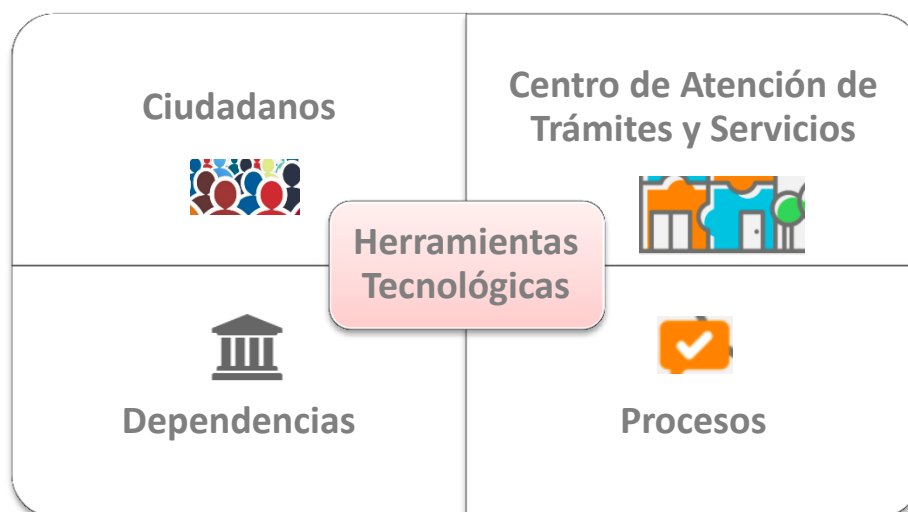 Ciudadanos
Centro de Atención de
Trámites y Servicios
Herramientas
Tecnológicas
Dependencias
Procesos